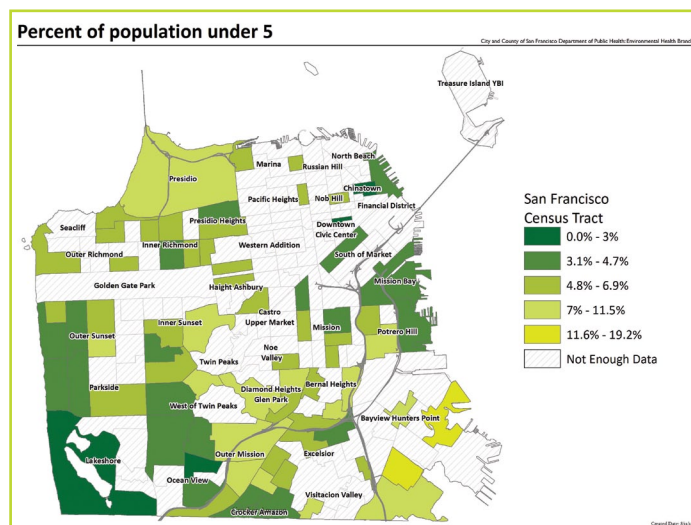 Percent of population under 5
City and County of San Francisco Department of Public Health: Environmental Health Branch
Treasure Island YBI
North Beach
Marina
Russian Hill
Presidio
Chinatown
Pacific Heights
Nob Hill
Financial District
Presidio Heights
Seacliff
Downtown
Civic Center
Inner Richmond
Western Addition
Outer Richmond
South of Market
Golden Gate Park
Haight Ashbury
Mission Bay
Castro
Upper Market
Inner Sunset
Mission
Outer Sunset
Potrero Hill
Noe
Valley
Twin Peaks
Parkside
Diamond Heights
Bernal Heights
Glen Park
West of Twin Peaks
Bayview Hunters Point
Outer Mission
Excelsior
Lakeshore
Ocean View
Visitacion Valley
Crocker Amazon
San Francisco
Census Tract
0.0% - 3%
3.1% - 4.7%
4.8% - 6.9%
7% - 11.5%
11.6% - 19.2%
Not Enough Data